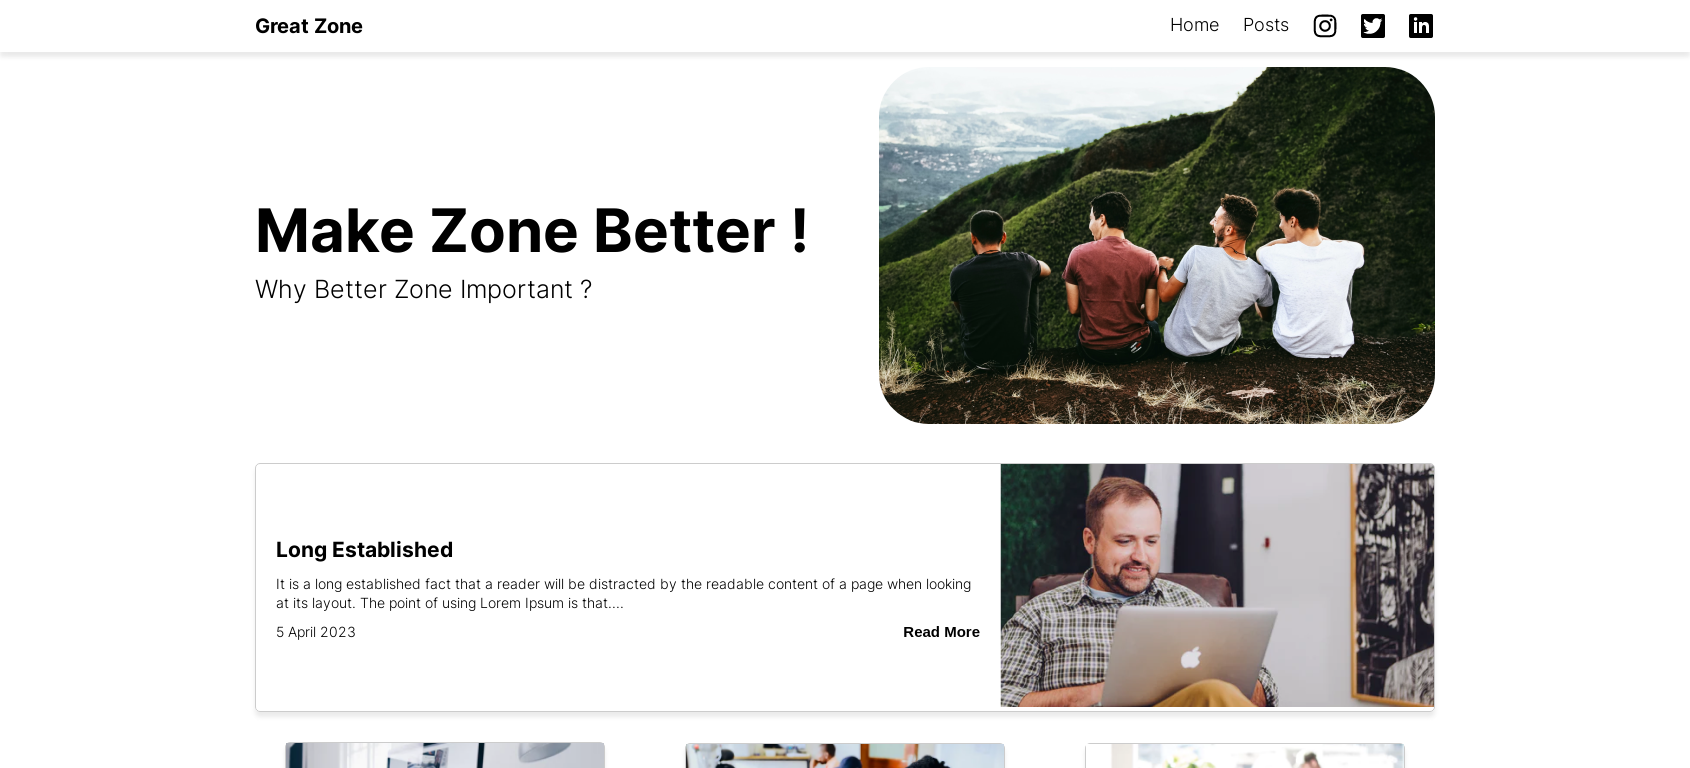 Great Zone
Home
Posts
Make Zone Better !
Why Better Zone Important ?
Long Established
It is a long established fact that a reader will be distracted by the readable content of a page when looking
at its layout. The point of using Lorem Ipsum is that....
5 April 2023
Read More